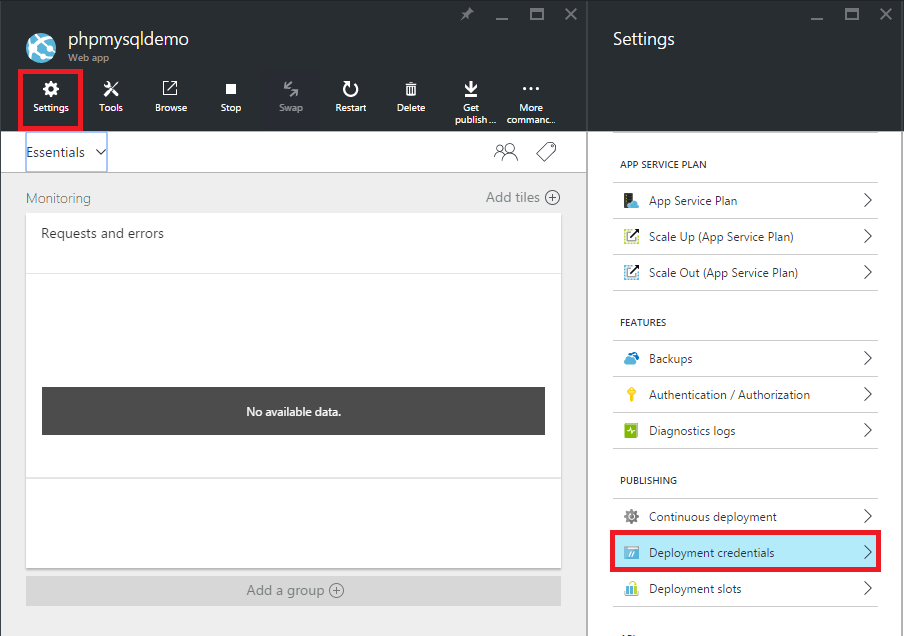 phpmysqldemo
Web app
Settings
Tools
Browse
Stop
Swap
Restart
Delete
Get
publish ...
More
commanc...
Essentials
Monitoring
Add tiles
Requests and errors
No available data.
Add a group
Settings
APP SERVICE PLAN
App Service Plan
Scale Up (App Service Plan)
Scale Out (App Service Plan)
FEATURES
Backups
Authentication / Authorization
Diagnostics logs
PUBLISHING
Continuous deployment
Deployment credentials
Deployment slots